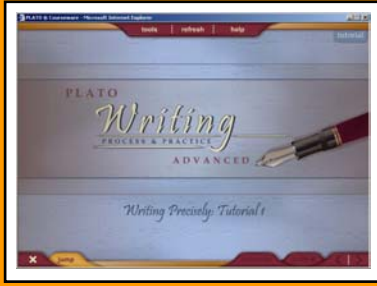 PLATO ® Courseware - Microsoft Internet Explorer
tools | refresh | help
tutorial
PLATO
Writing
PROCESS & PRACTICE
ADVANCED
Writing Precisely: Tutorial 1
jump